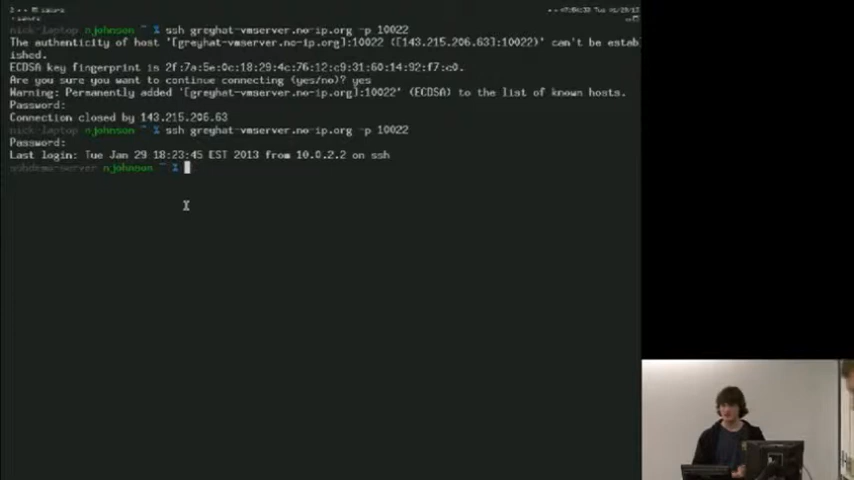 nick-laptop njohnson ~ % ssh greyhat-vmserver.no-ip.org -p 10022
The authenticity of host '[greyhat-vmserver.no-ip.org]:10022 ([143.215.206.63]:10022)' can't be estab
lished.
ECDSA key fingerprint is 2f:7a:5e:0c:18:29:4c:76:12:c9:31:60:14:92:f7:c0.
Are you sure you want to continue connecting (yes/no)? yes
Warning: Permanently added '[greyhat-vmserver.no-ip.org]:10022' (ECDSA) to the list of known hosts.
Password:
Connection closed by 143.215.206.63
nick-laptop njohnson ~ % ssh greyhat-vmserver.no-ip.org -p 10022
Password:
Last login: Tue Jan 29 18:23:45 EST 2013 from 10.0.2.2 on ssh
sshdemo-server njohnson ~ %